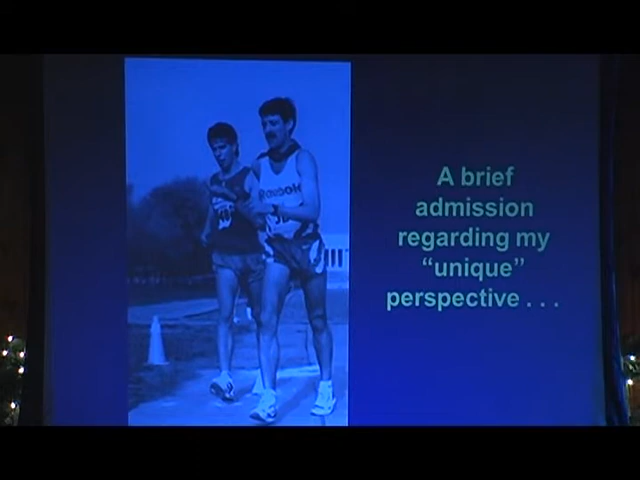 A brief
admission
regarding my
“unique”
perspective . . .
Reebok